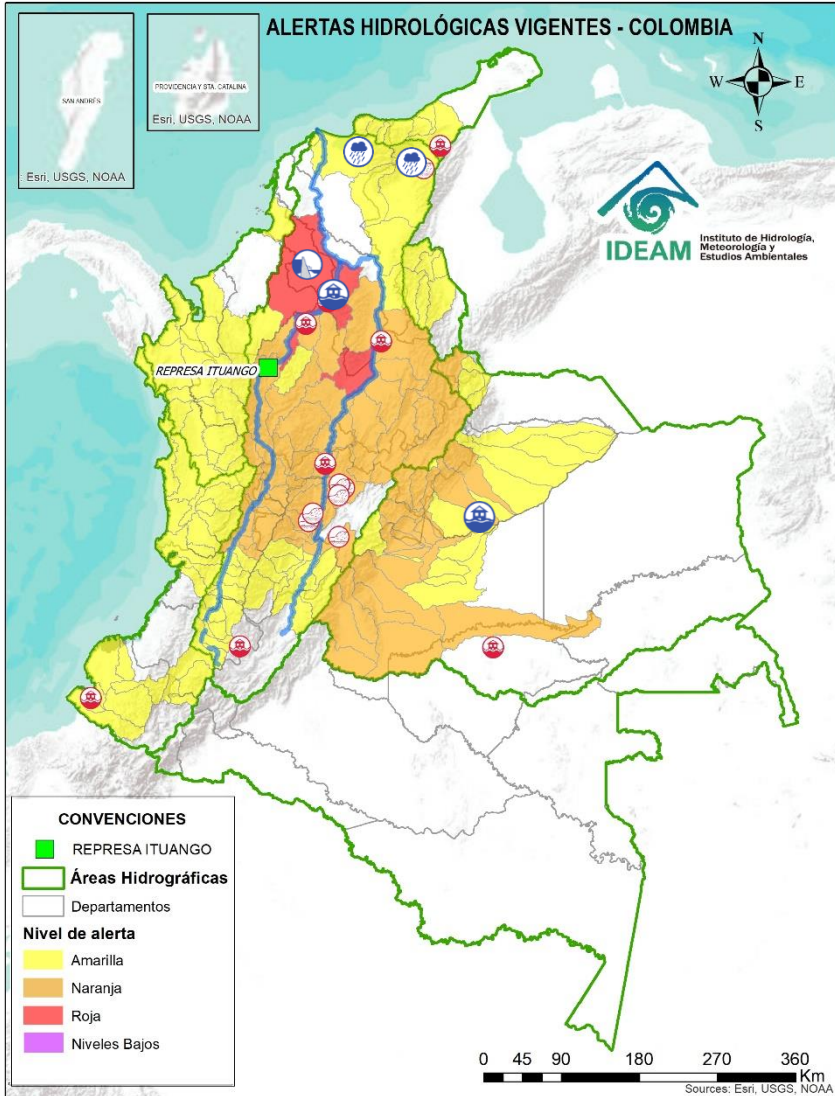 ALERTAS HIDROLÓGICAS VIGENTES - COLOMBIA
SAN ANDRÉS
Esri, USGS, NOAA
PROVIDENCIA Y STA. CATALINA
Esri, USGS, NOAA
N
W
E
S
IDEAM
Instituto de Hidrología,
Meteorología y
Estudios Ambientales
REPRESA ITUANGO
CONVENCIONES
REPRESA ITUANGO
Áreas Hidrográficas
Departamentos
Nivel de alerta
Amarilla
Naranja
Roja
Niveles Bajos
0 45 90 180 270 360
Km
Sources: Esri, USGS, NOAA